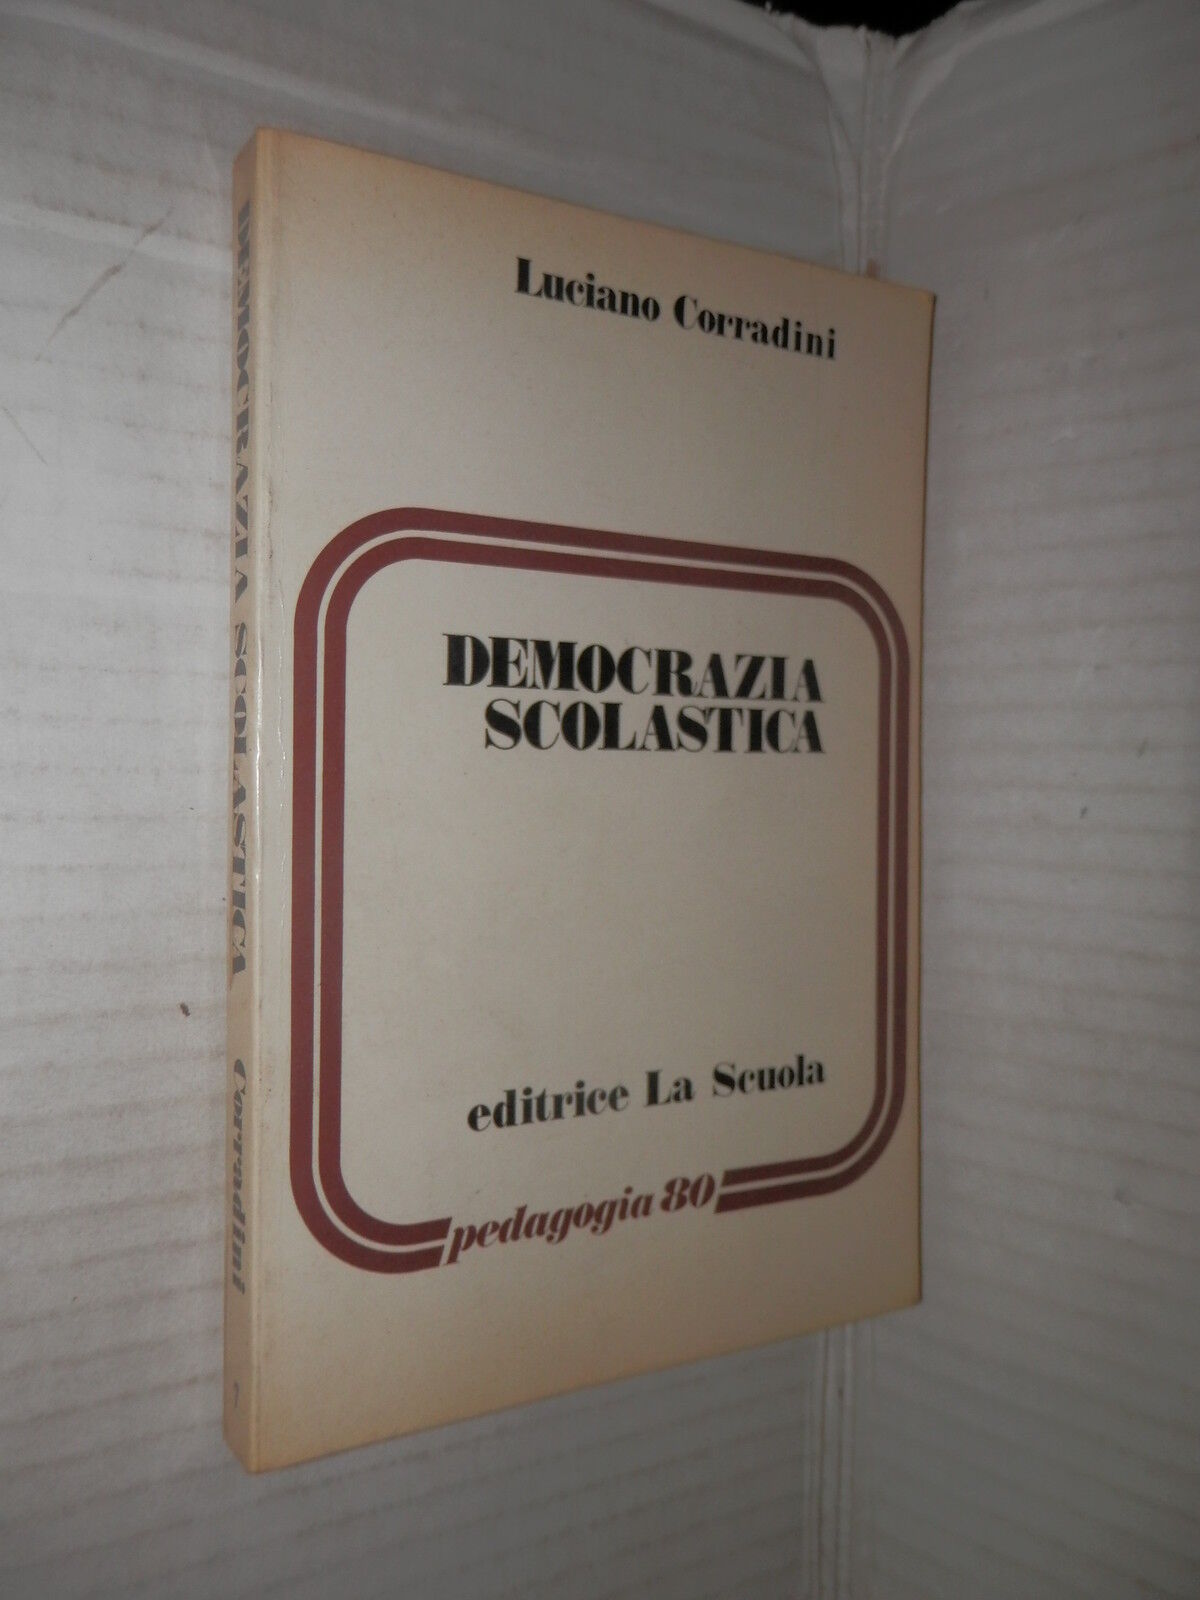 Luciano Corradini
DEMOCRAZIA
SCOLASTICA
editrice La Scuola
pedagogia 80
DEMOCRAZIA SCOLASTICA Corradini